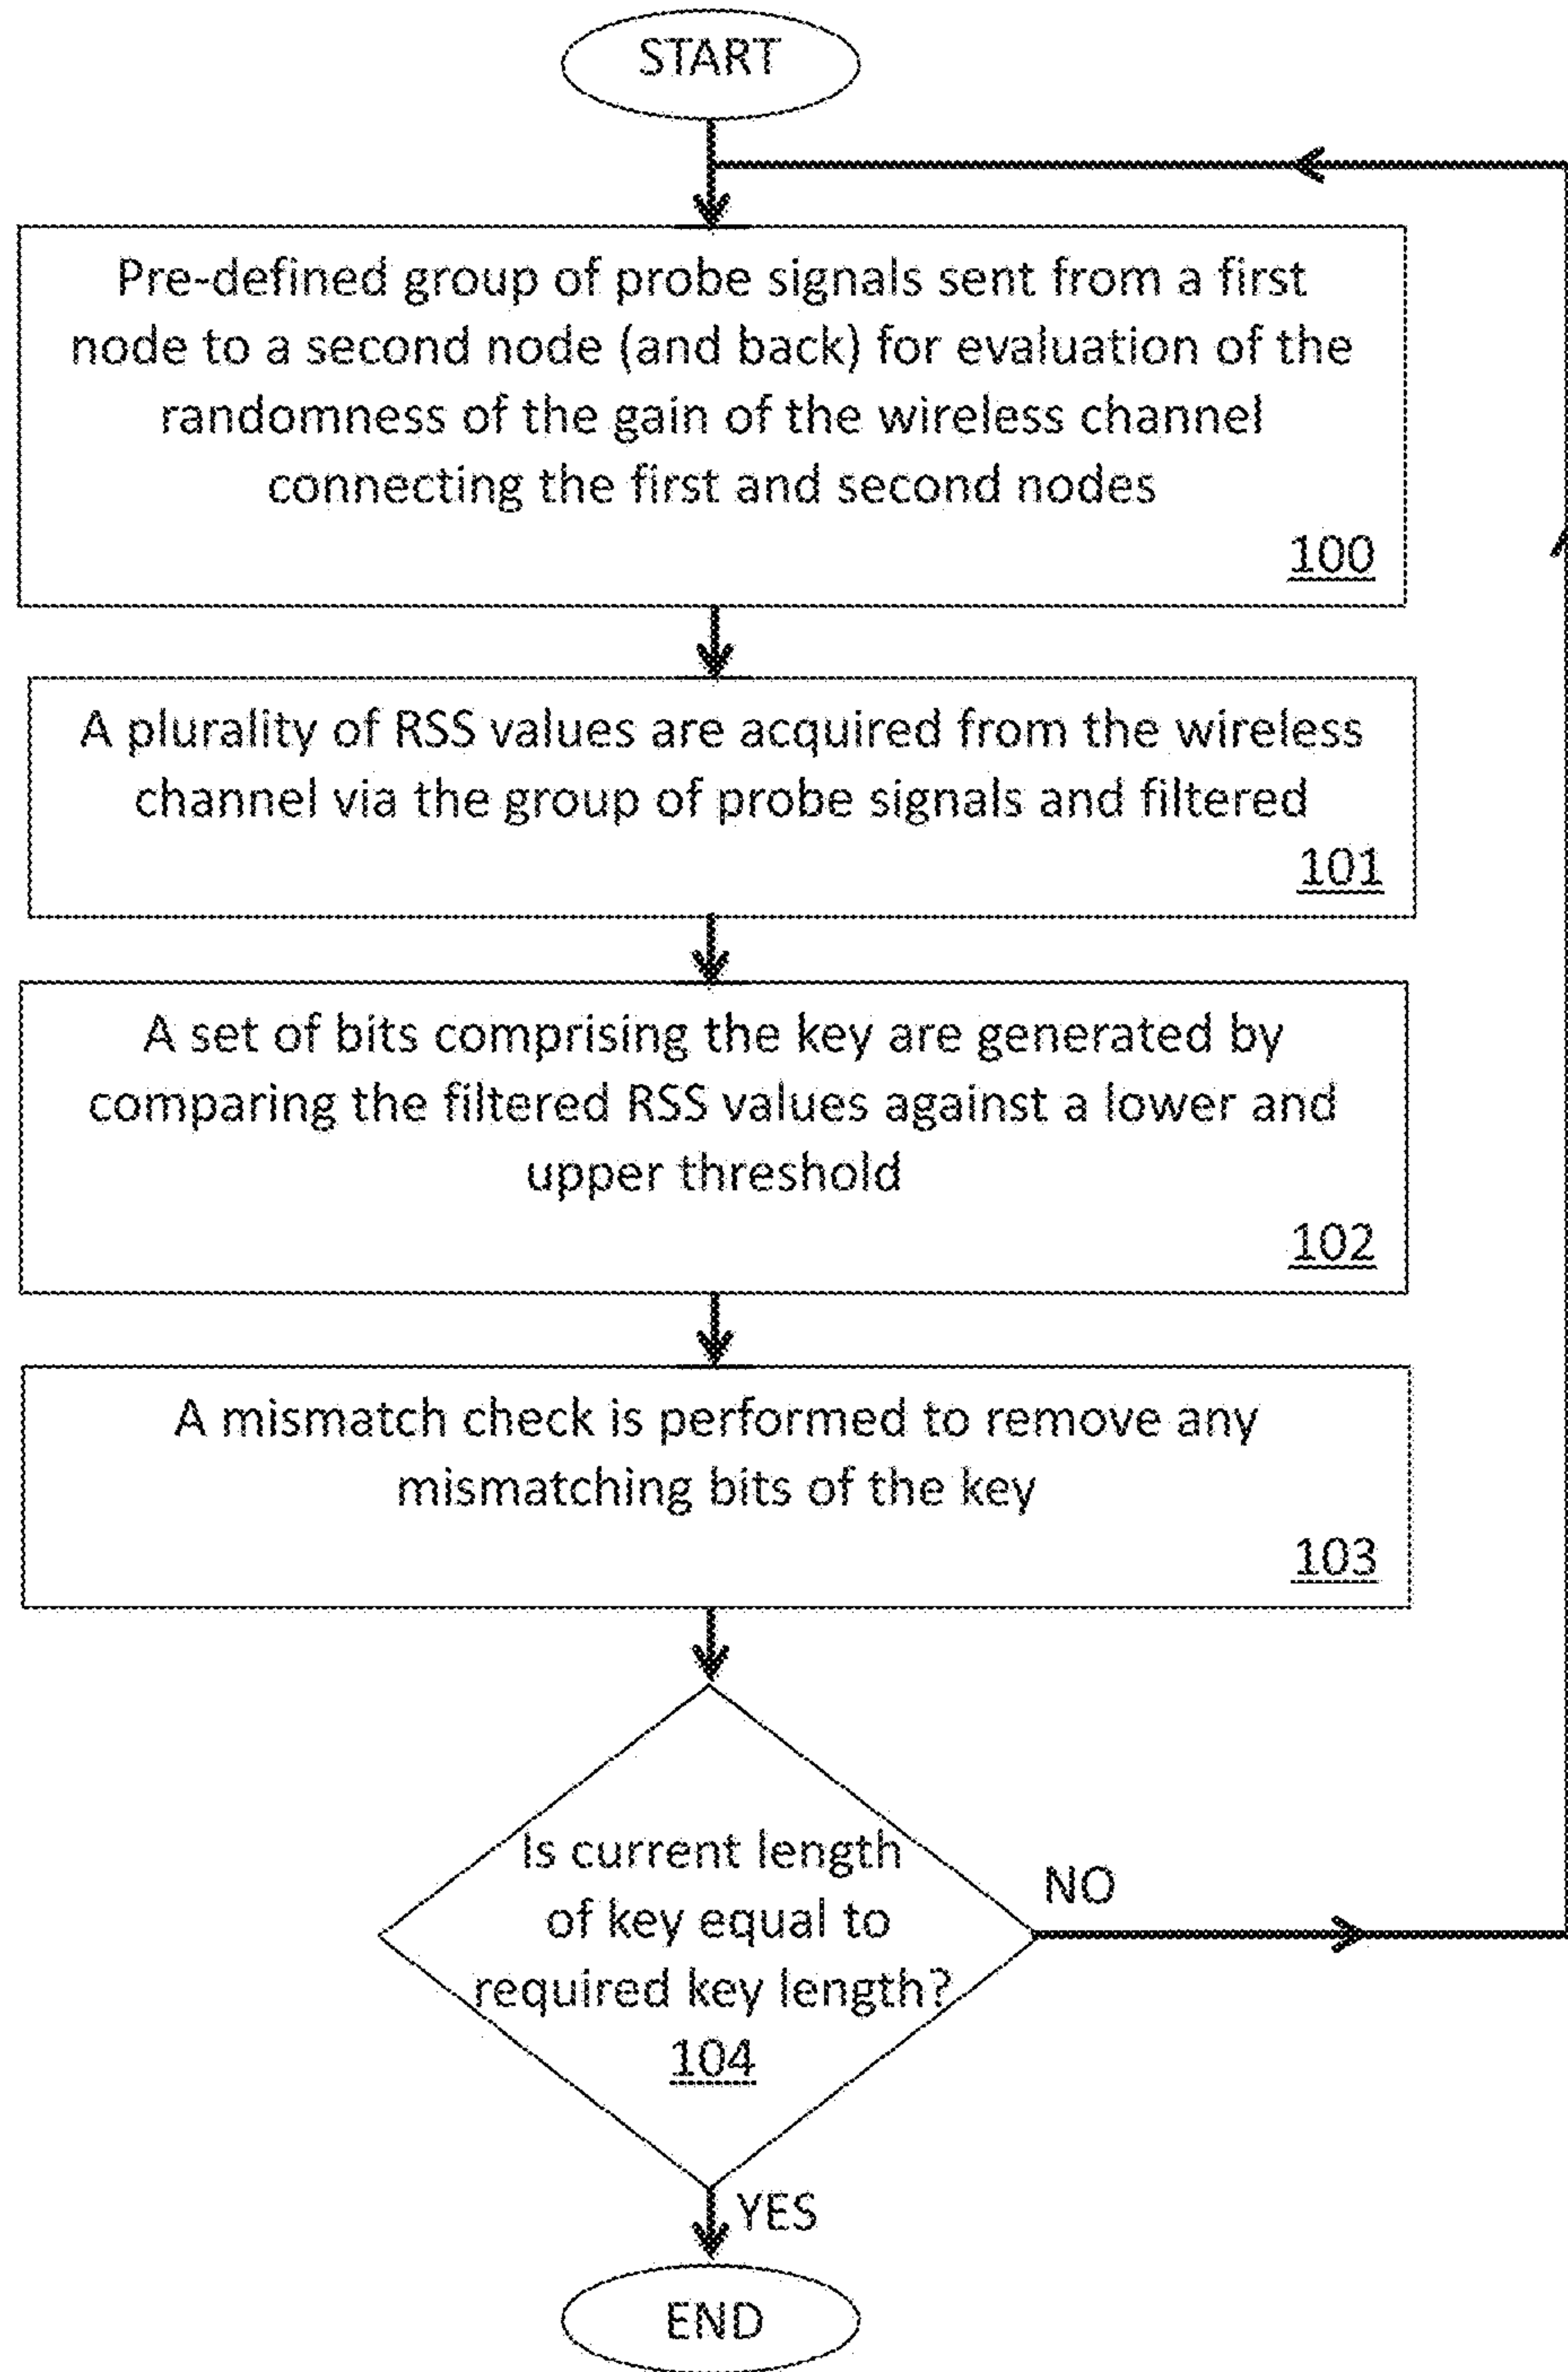 START
Pre-defined group of probe signals sent from a first
node to a second node (and back) for evaluation of the
randomness of the gain of the wireless channel
connecting the first and second nodes
100
A plurality of RSS values are acquired from the wireless
channel via the group of probe signals and filtered
101
A set of bits comprising the key are generated by
comparing the filtered RSS values against a lower and
upper threshold
102
A mismatch check is performed to remove any
mismatching bits of the key
103
Is current length
of key equal to
required key length?
104
NO
YES
END